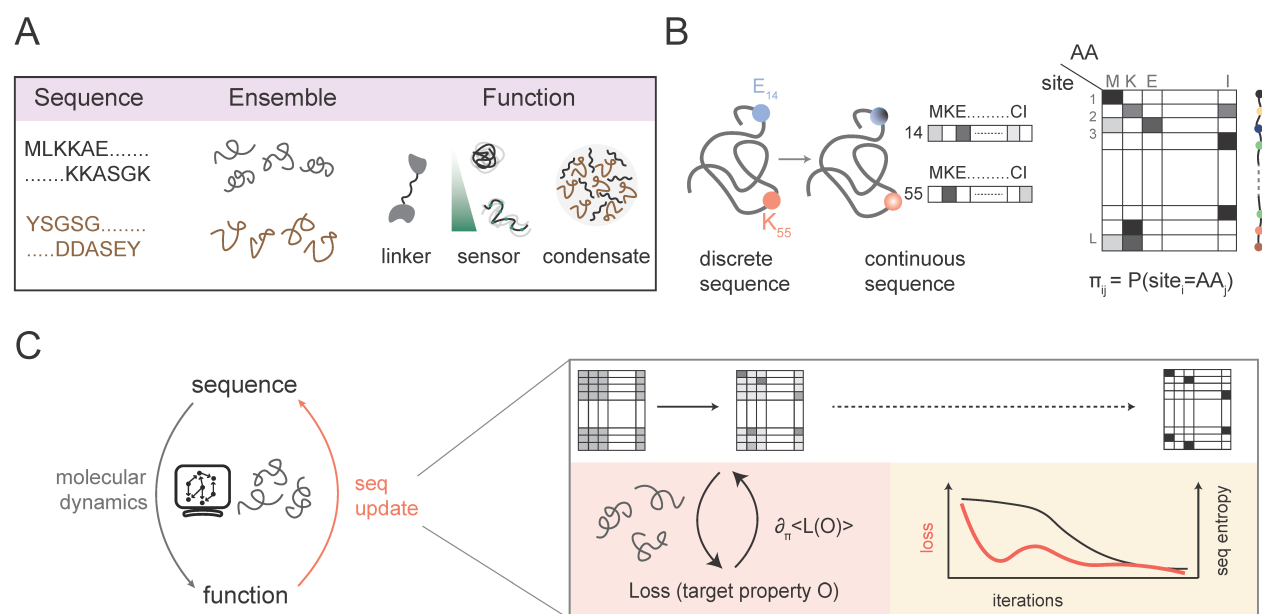 A
Sequence Ensemble Function
MLKKAE.......
.......KKASGK
YSGSG........
.....DDASEY
linker sensor condensate
B
E14
K55
discrete
sequence
continuous
sequence
MKE.........CI
14
MKE.........CI
55
AA
site
M K E I
1
2
3
L
πij = P(sitei=AAj)
C
sequence
molecular
dynamics
seq
update
function
∂π<L(O)>
Loss (target property O)
loss
seq entropy
iterations